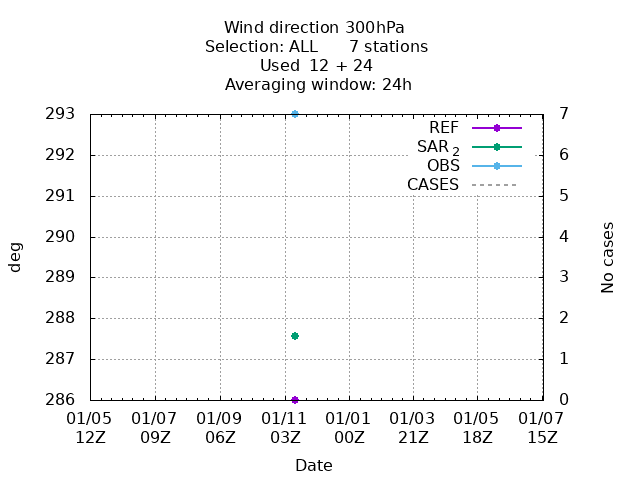 Wind direction 300hPa
Selection: ALL 7 stations
Used 12 + 24
Averaging window: 24h
293 7
REF
SAR 2
292 6
OBS
CASES
291 5
290 4
deg
No cases
289 3
288 2
287 1
286 0
01/05 01/07 01/09 01/11 01/01 01/03 01/05 01/07
12Z 09Z 06Z 03Z 00Z 21Z 18Z 15Z
Date